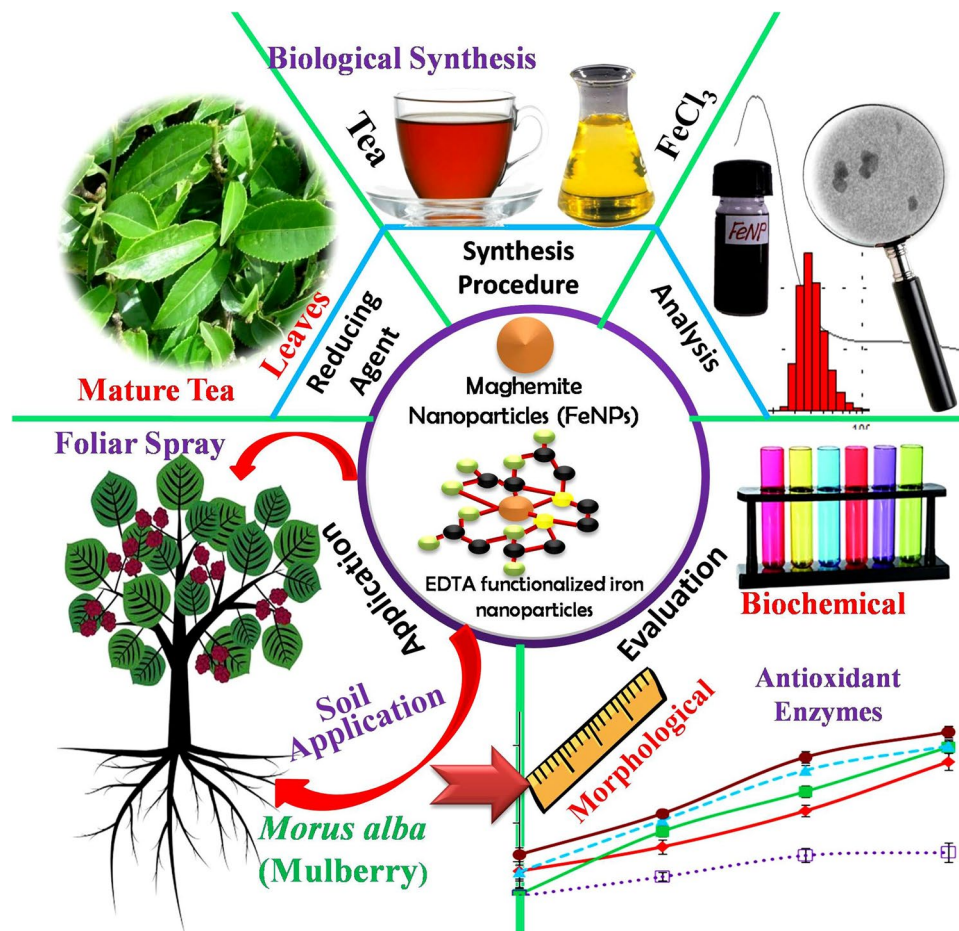 Biological Synthesis
Tea
FeCl₃
Synthesis
Procedure
Mature Tea
Leaves
Reducing
Agent
FeNP
Analysis
Maghemite
Nanoparticles (FeNPs)
EDTA functionalized iron
nanoparticles
Foliar Spray
Application
Soil
Application
Morus alba
(Mulberry)
Evaluation
Biochemical
Morphological
Antioxidant
Enzymes